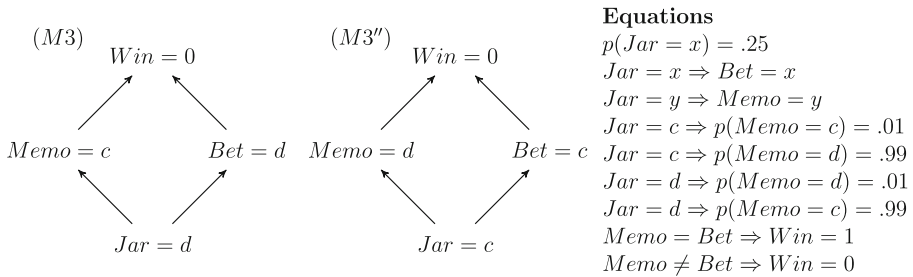 (M3)
Win = 0
Memo = c
Bet = d
Jar = d
(M3′′)
Win = 0
Memo = d
Bet = c
Jar = c
Equations
p(Jar = x) = .25
Jar = x ⇒ Bet = x
Jar = y ⇒ Memo = y
Jar = c ⇒ p(Memo = c) = .01
Jar = c ⇒ p(Memo = d) = .99
Jar = d ⇒ p(Memo = d) = .01
Jar = d ⇒ p(Memo = c) = .99
Memo = Bet ⇒ Win = 1
Memo ≠ Bet ⇒ Win = 0